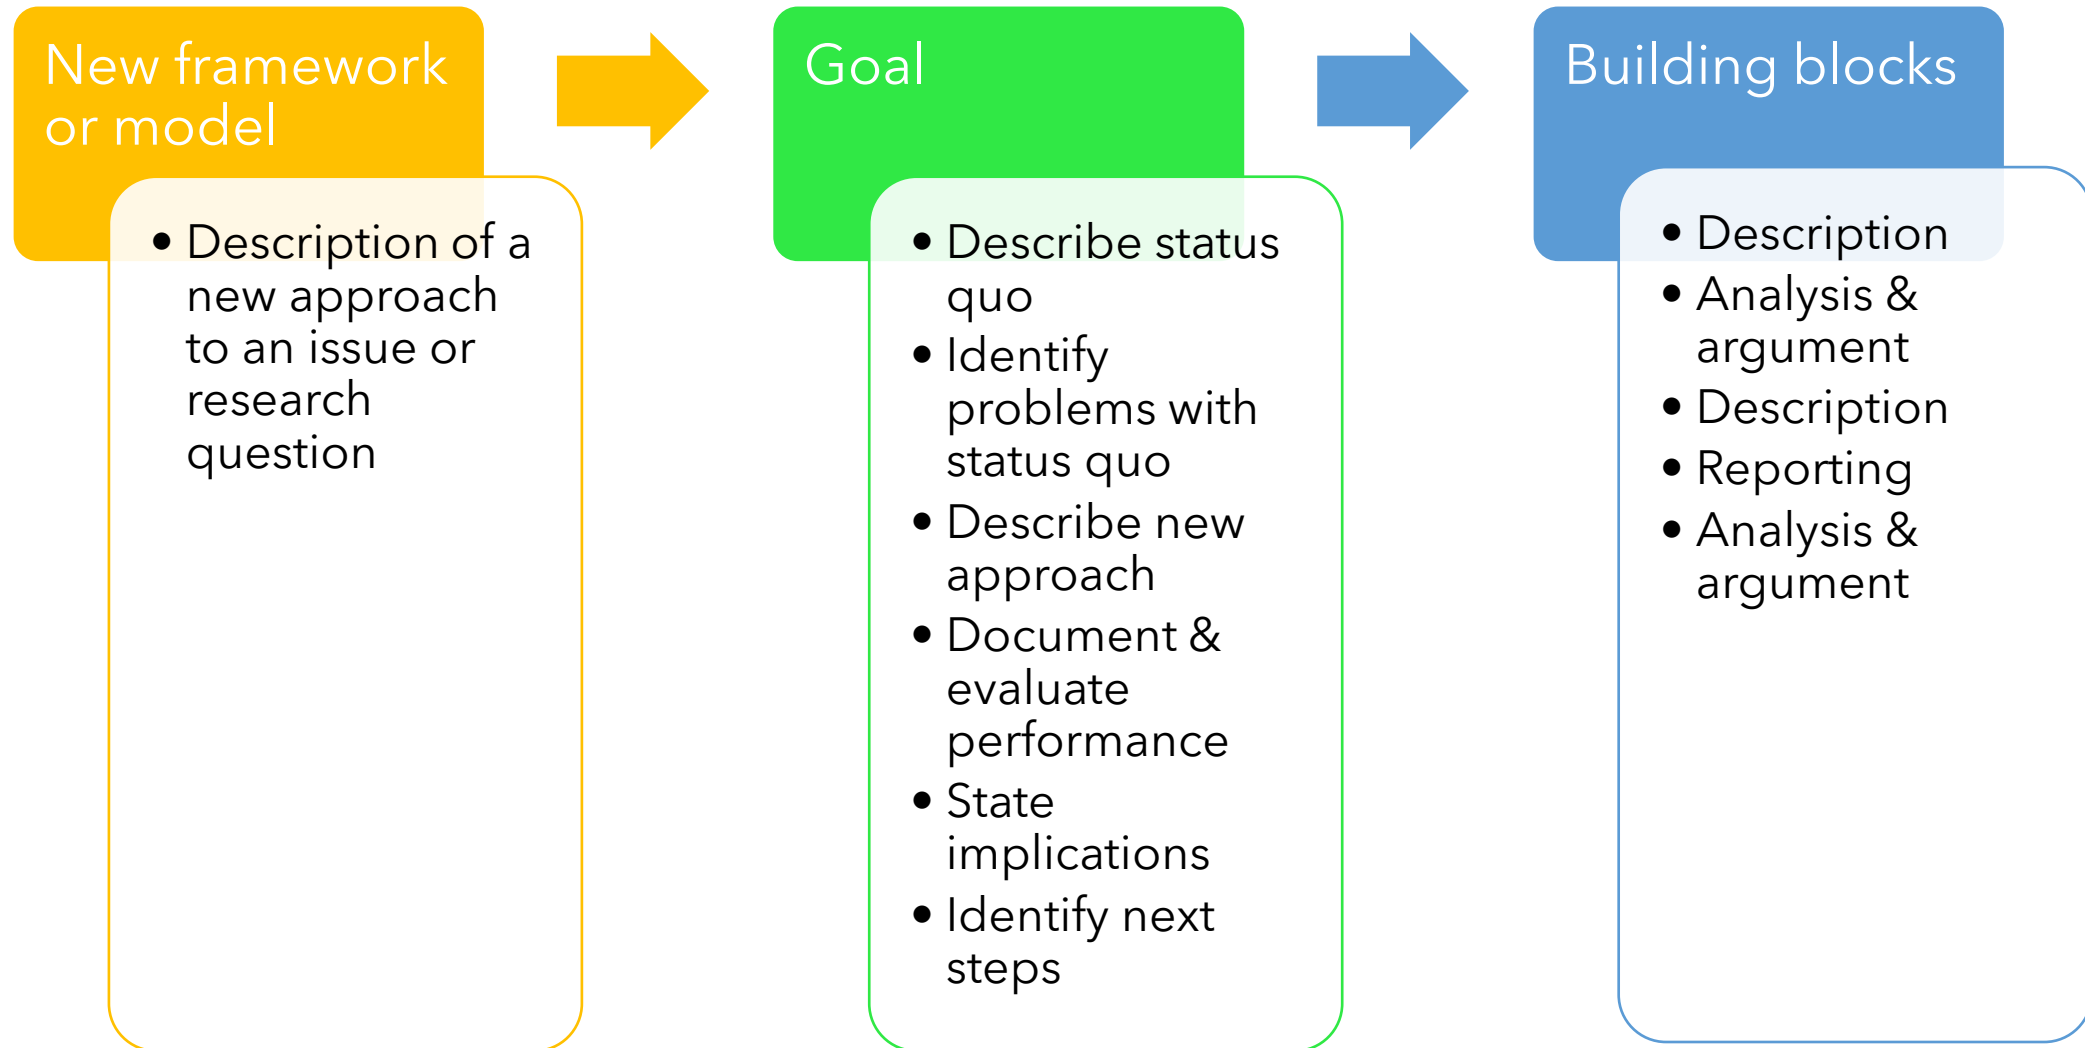 New framework
or model
• Description of a
new approach
to an issue or
research
question
Goal
• Describe status
quo
• Identify
problems with
status quo
• Describe new
approach
• Document &
evaluate
performance
• State
implications
• Identify next
steps
Building blocks
• Description
• Analysis &
argument
• Description
• Reporting
• Analysis &
argument